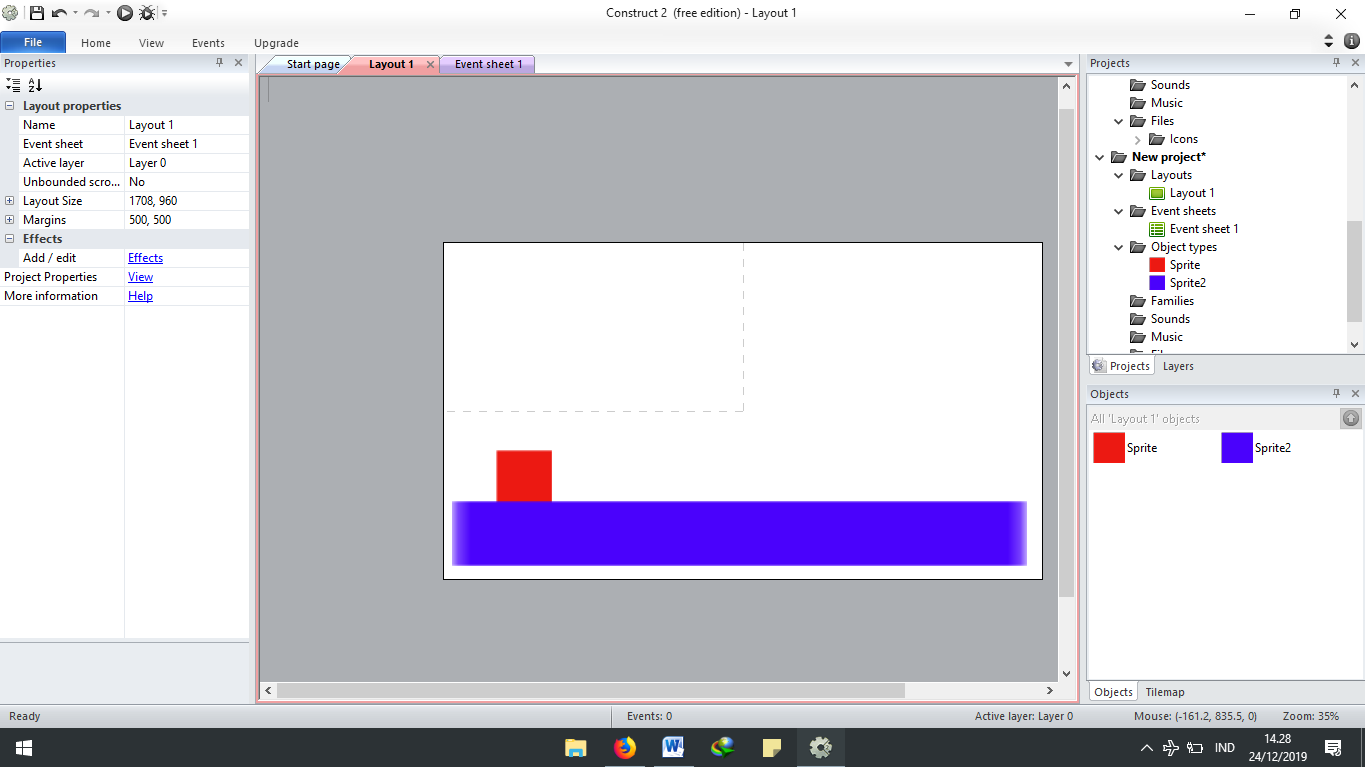 Construct 2 (free edition) - Layout 1
File Home View Events Upgrade
Properties
Layout properties
Name Layout 1
Event sheet Event sheet 1
Active layer Layer 0
Unbounded scro... No
Layout Size 1708, 960
Margins 500, 500
Effects
Add / edit Effects
Project Properties View
More information Help
Start page Layout 1 Event sheet 1
Projects
Sounds
Music
Files
Icons
New project*
Layouts
Layout 1
Event sheets
Event sheet 1
Object types
Sprite
Sprite2
Families
Sounds
Music
Projects Layers
Objects
All 'Layout 1' objects
Sprite Sprite2
Objects Tilemap
Ready Events: 0 Active layer: Layer 0 Mouse: (-161.2, 835.5, 0) Zoom: 35%
IND 14.28
24/12/2019